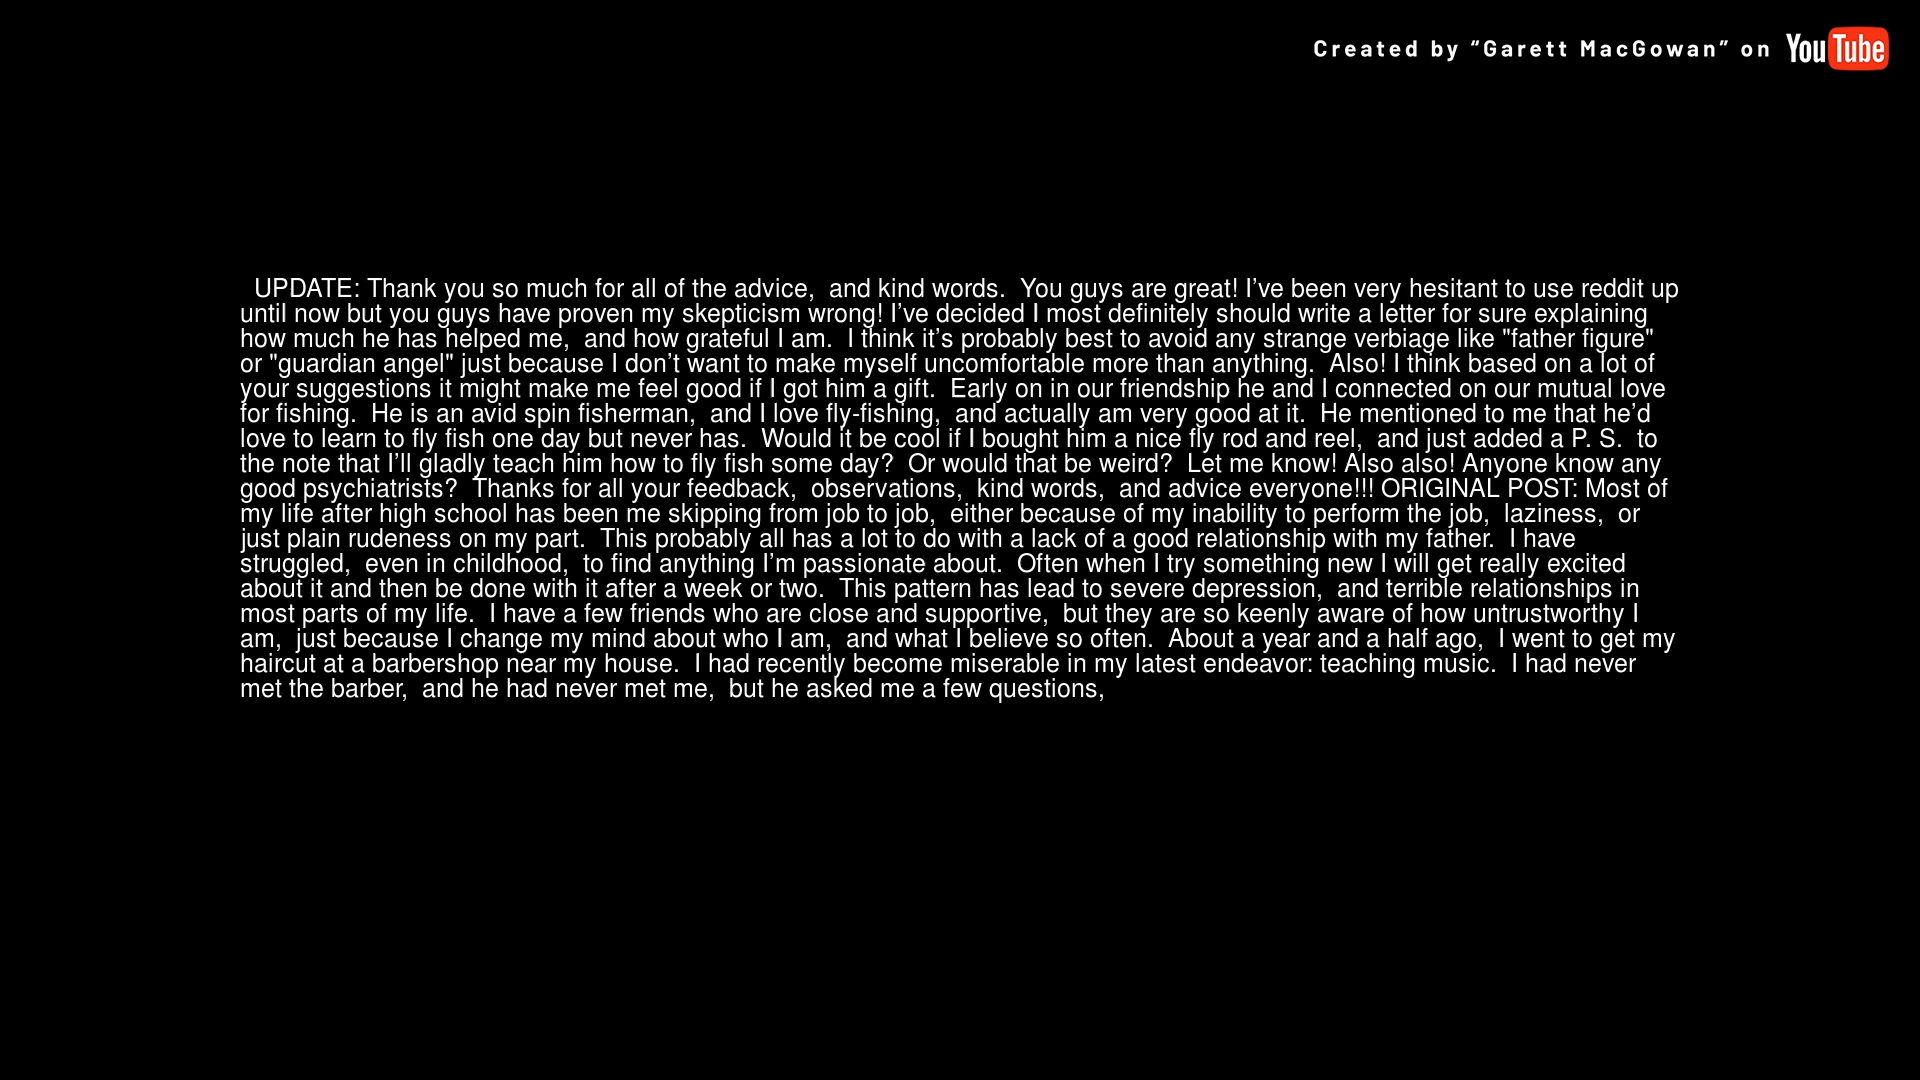 Created by “Garett MacGowan” on YouTube
UPDATE: Thank you so much for all of the advice,  and kind words.  You guys are great! I’ve been very hesitant to use reddit up
until now but you guys have proven my skepticism wrong! I’ve decided I most definitely should write a letter for sure explaining
how much he has helped me,  and how grateful I am.  I think it’s probably best to avoid any strange verbiage like "father figure"
or "guardian angel" just because I don’t want to make myself uncomfortable more than anything.  Also! I think based on a lot of
your suggestions it might make me feel good if I got him a gift.  Early on in our friendship he and I connected on our mutual love
for fishing.  He is an avid spin fisherman,  and I love fly-fishing,  and actually am very good at it.  He mentioned to me that he’d
love to learn to fly fish one day but never has.  Would it be cool if I bought him a nice fly rod and reel,  and just added a P. S.  to
the note that I’ll gladly teach him how to fly fish some day?  Or would that be weird?  Let me know! Also also! Anyone know any
good psychiatrists?  Thanks for all your feedback,  observations,  kind words,  and advice everyone!!! ORIGINAL POST: Most of
my life after high school has been me skipping from job to job,  either because of my inability to perform the job,  laziness,  or
just plain rudeness on my part.  This probably all has a lot to do with a lack of a good relationship with my father.  I have
struggled,  even in childhood,  to find anything I’m passionate about.  Often when I try something new I will get really excited
about it and then be done with it after a week or two.  This pattern has lead to severe depression,  and terrible relationships in
most parts of my life.  I have a few friends who are close and supportive,  but they are so keenly aware of how untrustworthy I
am,  just because I change my mind about who I am,  and what I believe so often.  About a year and a half ago,  I went to get my
haircut at a barbershop near my house.  I had recently become miserable in my latest endeavor: teaching music.  I had never
met the barber,  and he had never met me,  but he asked me a few questions,